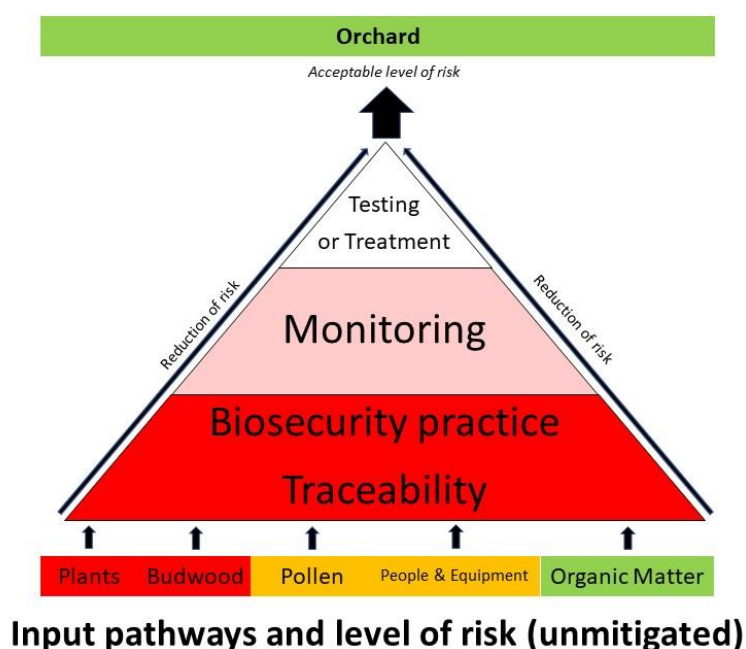 Orchard
Acceptable level of risk
Testing
or Treatment
Reduction of risk
Reduction of risk
Monitoring
Biosecurity practice
Traceability
Plants
Budwood
Pollen
People & Equipment
Organic Matter
Input pathways and level of risk (unmitigated)